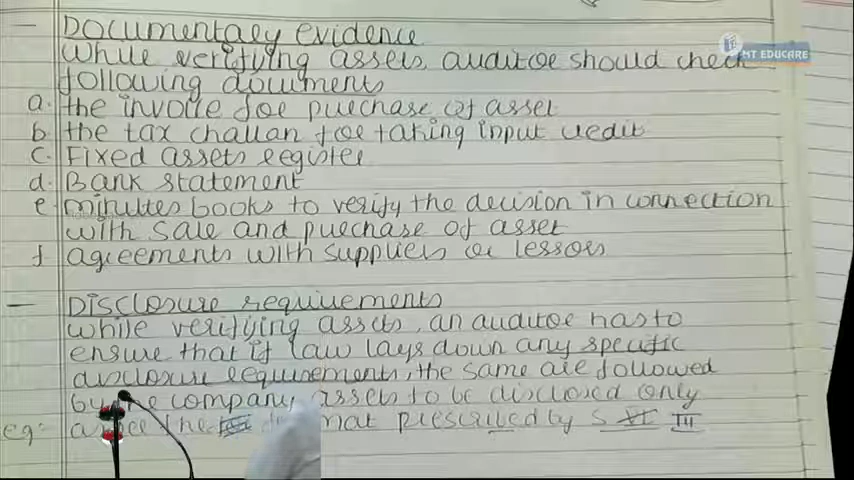 Documentary evidence
While verifying assets, auditor should check
following documents
a. the invoice for purchase of asset
b. the tax challan for taking input credit
c. Fixed assets register
d. Bank statement
e minutes books to verify the decision in connection
with sale and purchase of asset
f agreements with suppliers or lessors
Disclosure requirements
while verifying assets, an auditor has to
ensure that if law lays down any specific
disclosure requirements, the same are followed
by the company assets to be disclosed only
eg: as per the format prescribed by S III
MT EDUCARE